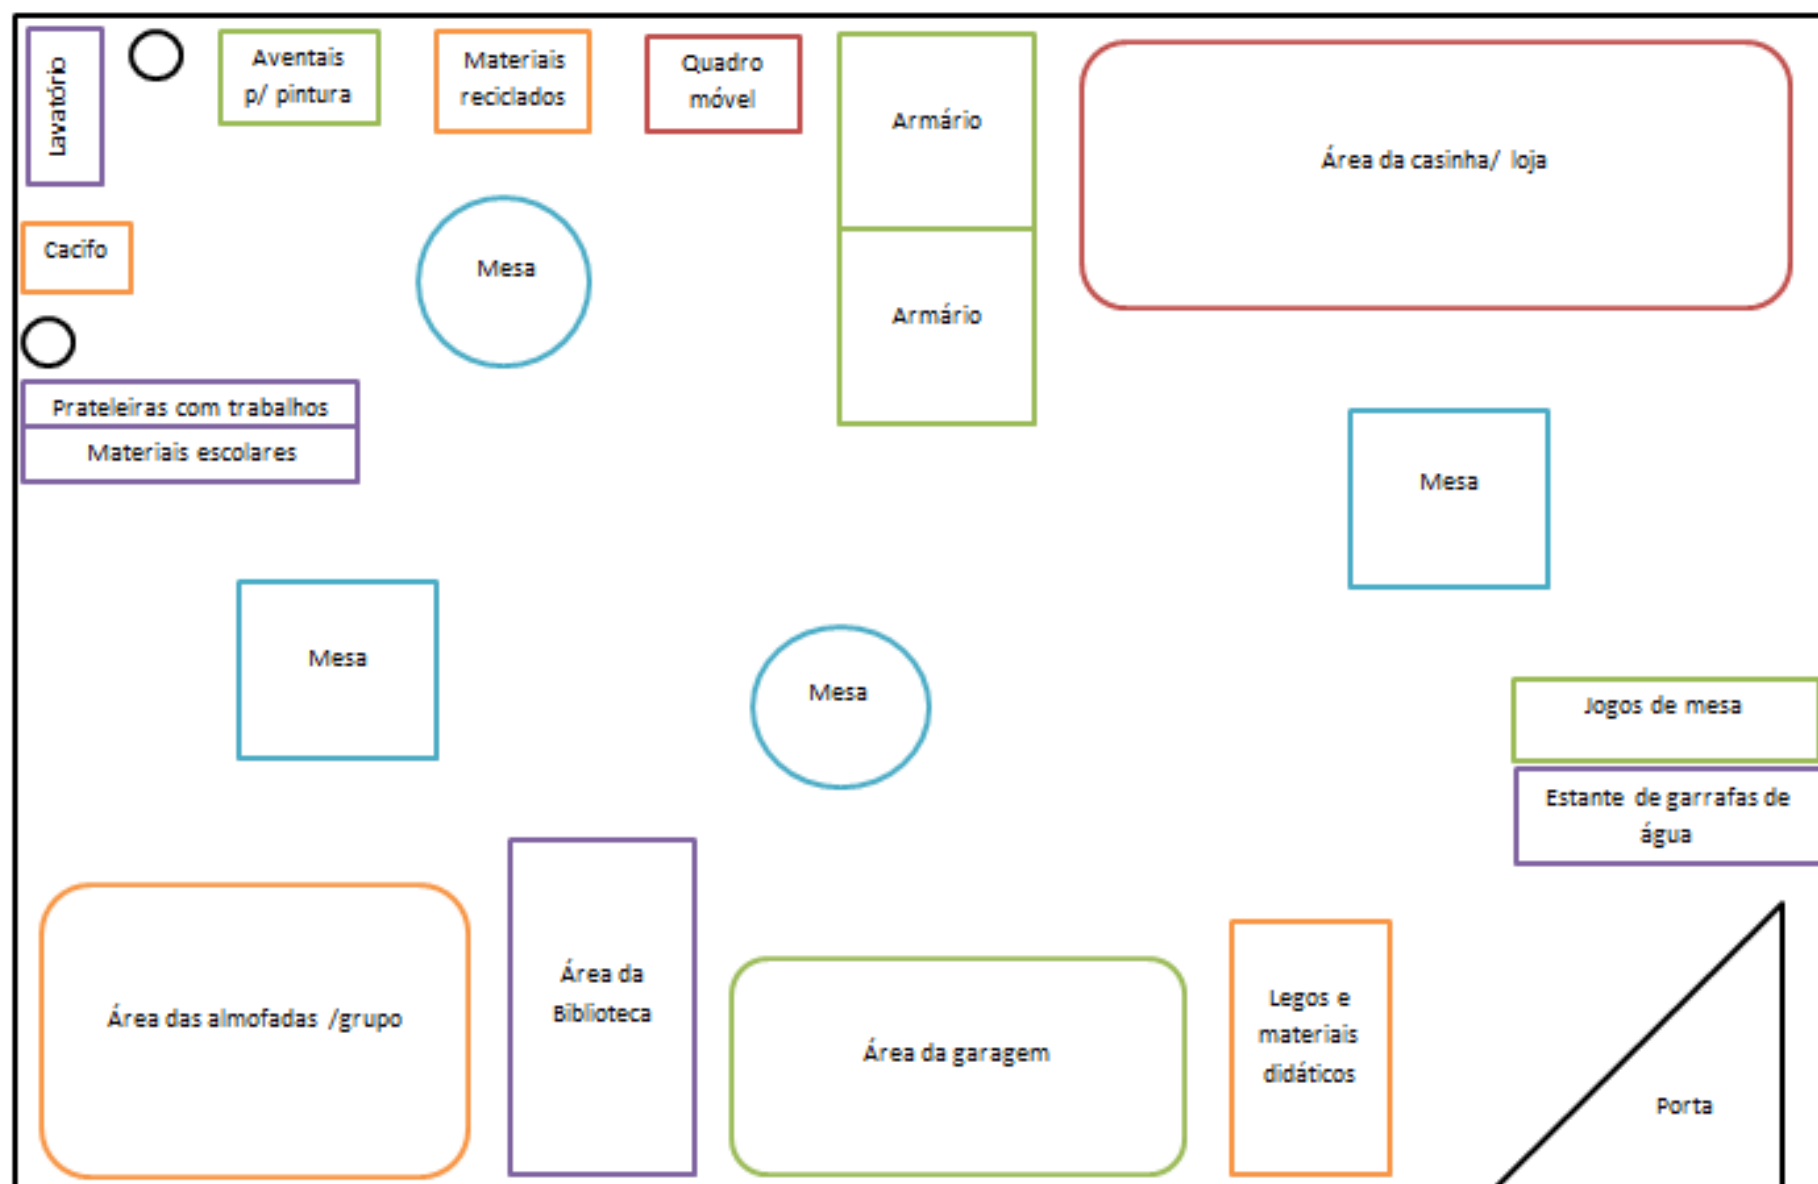 Lavatório
Aventais
p/ pintura
Materiais
reciclados
Quadro
móvel
Armário
Área da casinha/ loja
Cacifo
Mesa
Armário
Prateleiras com trabalhos
Materiais escolares
Mesa
Mesa
Mesa
Jogos de mesa
Estante de garrafas de
água
Área das almofadas /grupo
Área da
Biblioteca
Área da garagem
Legos e
materiais
didáticos
Porta